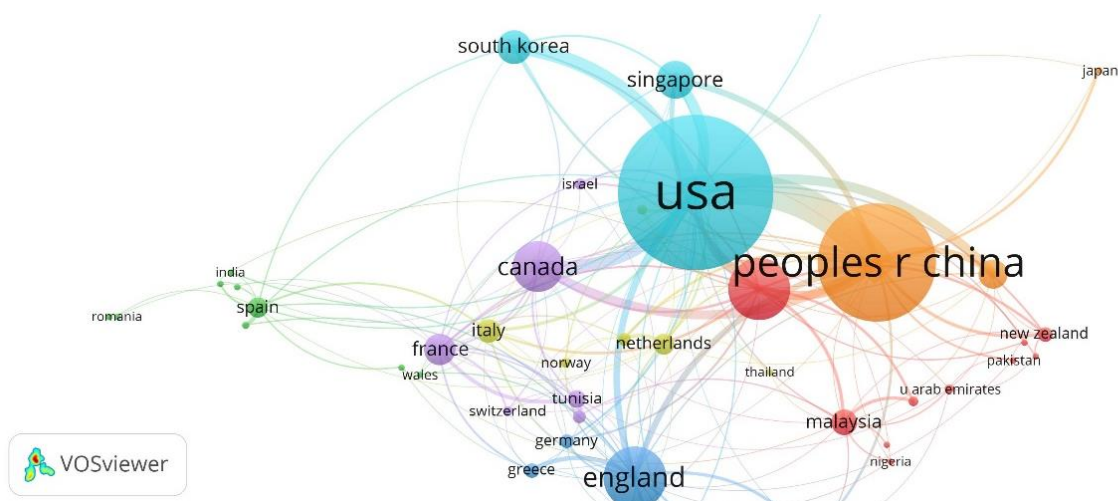 south korea
japan
singapore
israel
usa
canada
peoples r china
india
spain
romania
italy
new zealand
netherlands
france
norway
pakistan
thailand
wales
u arab emirates
tunisia
switzerland
malaysia
germany
nigeria
greece
england
VOSviewer